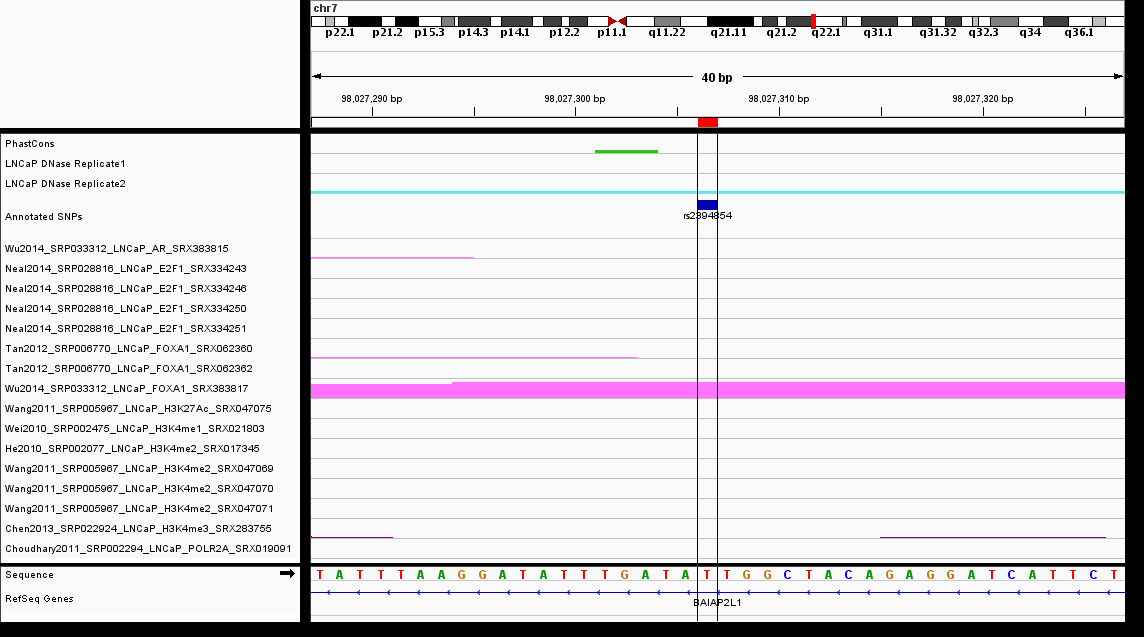 chr7
p22.1 p21.2 p15.3 p14.3 p14.1 p12.2 p11.1 q11.22 q21.11 q21.2 q22.1 q31.1 q31.32 q32.3 q34 q36.1
40 bp
98,027,290 bp 98,027,300 bp 98,027,310 bp 98,027,320 bp
PhastCons
LNCaP DNase Replicate1
LNCaP DNase Replicate2
Annotated SNPs
rs2894854
Wu2014_SRP033312_LNCaP_AR_SRX383815
Neal2014_SRP028816_LNCaP_E2F1_SRX334243
Neal2014_SRP028816_LNCaP_E2F1_SRX334246
Neal2014_SRP028816_LNCaP_E2F1_SRX334250
Neal2014_SRP028816_LNCaP_E2F1_SRX334251
Tan2012_SRP006770_LNCaP_FOXA1_SRX062360
Tan2012_SRP006770_LNCaP_FOXA1_SRX062362
Wu2014_SRP033312_LNCaP_FOXA1_SRX383817
Wang2011_SRP005967_LNCaP_H3K27Ac_SRX047075
Wei2010_SRP002475_LNCaP_H3K4me1_SRX021803
He2010_SRP002077_LNCaP_H3K4me2_SRX017345
Wang2011_SRP005967_LNCaP_H3K4me2_SRX047069
Wang2011_SRP005967_LNCaP_H3K4me2_SRX047070
Wang2011_SRP005967_LNCaP_H3K4me2_SRX047071
Chen2013_SRP022924_LNCaP_H3K4me3_SRX283755
Choudhary2011_SRP002294_LNCaP_POLR2A_SRX019091
Sequence T A T T T A A G G A T A T T T G A T A T T G G C T A C A G A G G A T C A T T C T
RefSeq Genes
BAIAP2L1